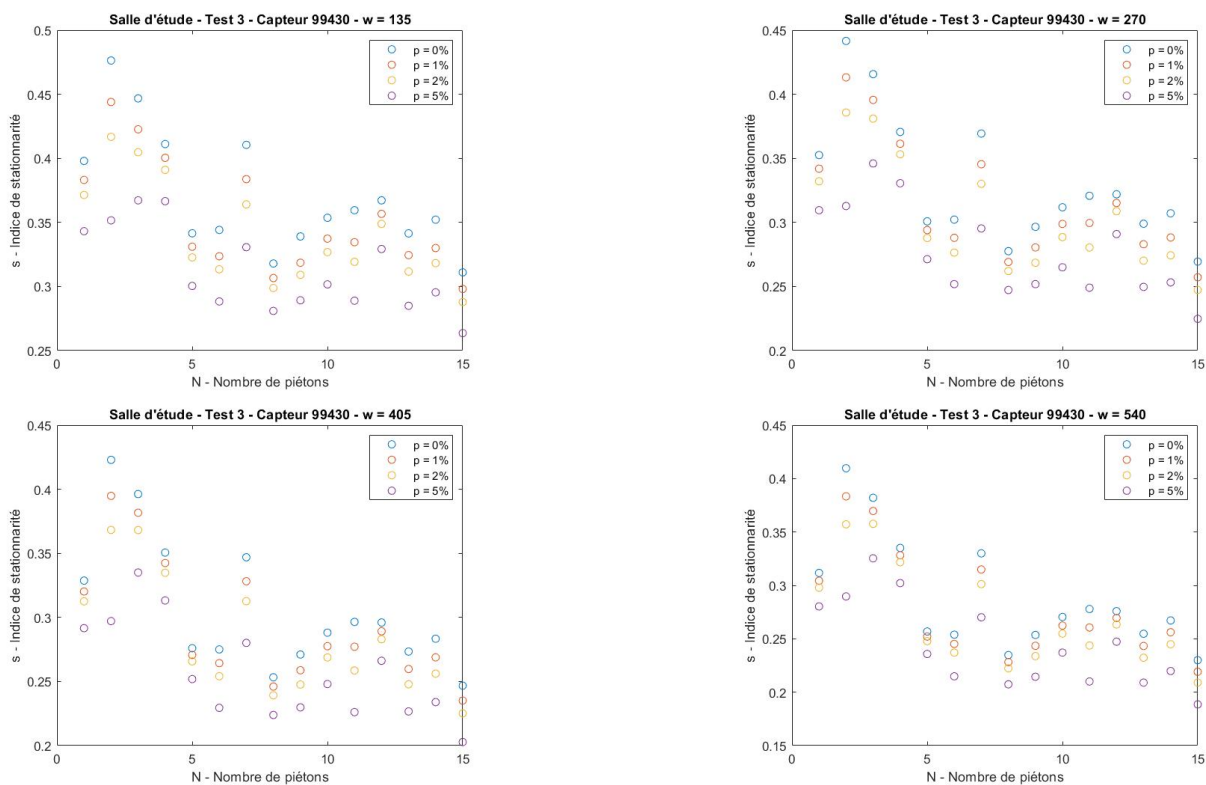 Salle d'étude - Test 3 - Capteur 99430 - w = 135
s - Indice de stationnarité
0.5
0.45
0.4
0.35
0.3
0.25
0
5
10
15
N - Nombre de piétons
p = 0%
p = 1%
p = 2%
p = 5%
Salle d'étude - Test 3 - Capteur 99430 - w = 270
s - Indice de stationnarité
0.45
0.4
0.35
0.3
0.25
0.2
0
5
10
15
N - Nombre de piétons
p = 0%
p = 1%
p = 2%
p = 5%
Salle d'étude - Test 3 - Capteur 99430 - w = 405
s - Indice de stationnarité
0.45
0.4
0.35
0.3
0.25
0.2
0
5
10
15
N - Nombre de piétons
p = 0%
p = 1%
p = 2%
p = 5%
Salle d'étude - Test 3 - Capteur 99430 - w = 540
s - Indice de stationnarité
0.45
0.4
0.35
0.3
0.25
0.2
0.15
0
5
10
15
N - Nombre de piétons
p = 0%
p = 1%
p = 2%
p = 5%